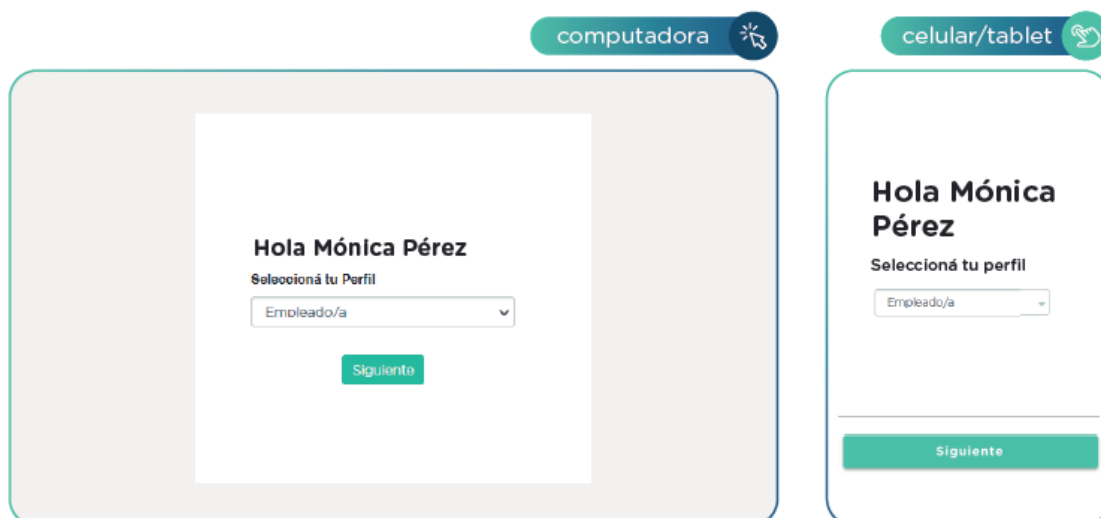 computadora
Hola Mónica Pérez
Seleccioná tu Perfil
Empleado/a
Siguiente
celular/tablet
Hola Mónica
Pérez
Seleccioná tu perfil
Empleado/a
Siguiente